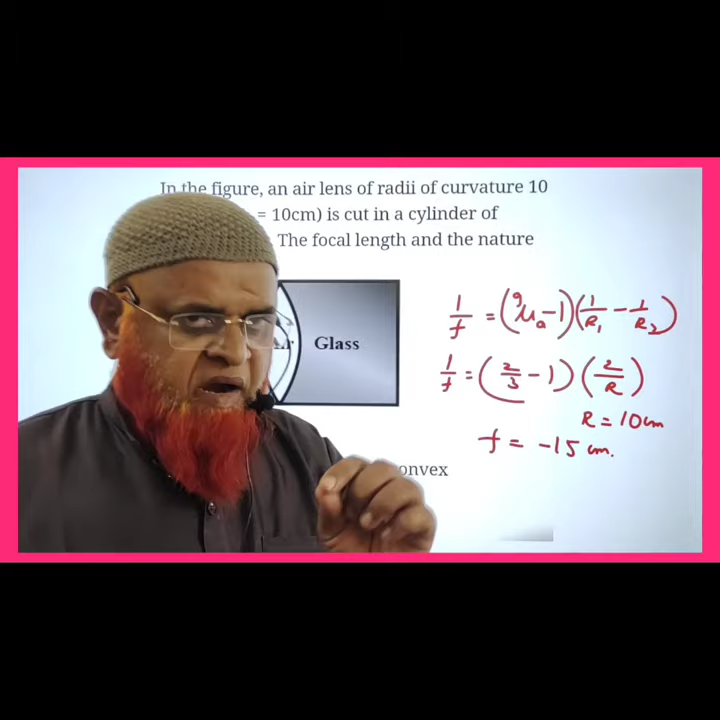 In the figure, an air lens of radii of curvature 10
= 10cm) is cut in a cylinder of
The focal length and the nature
Glass
onvex
1/f = (ᵍμₐ - 1)(1/R₁ - 1/R₂)
1/f = (2/3 - 1)(2/R)
R = 10cm
f = -15 cm.